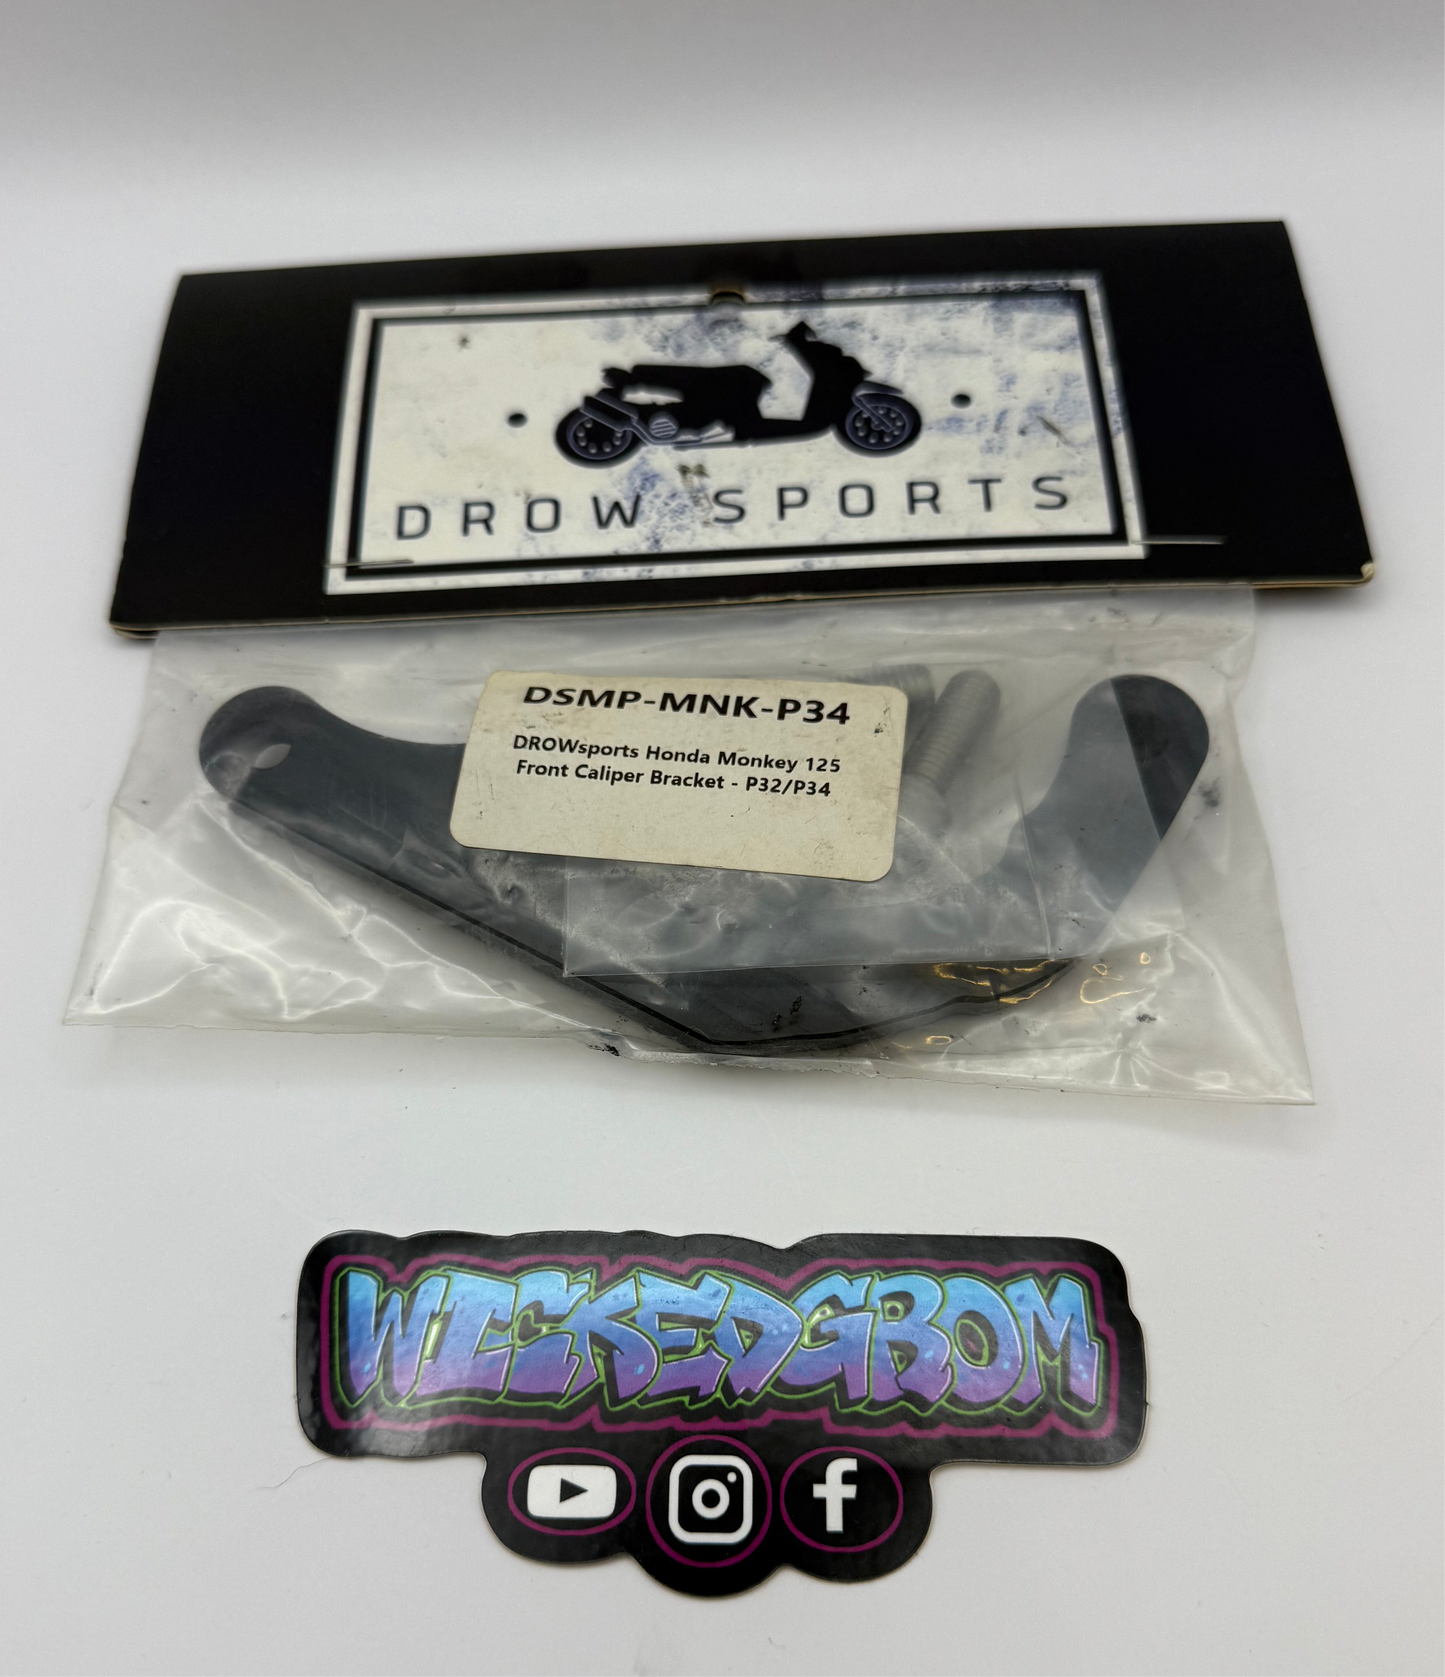 DROW SPORTS
DSMP-MNK-P34
DROWsports Honda Monkey 125
Front Caliper Bracket - P32/P34
WICKEDGROM